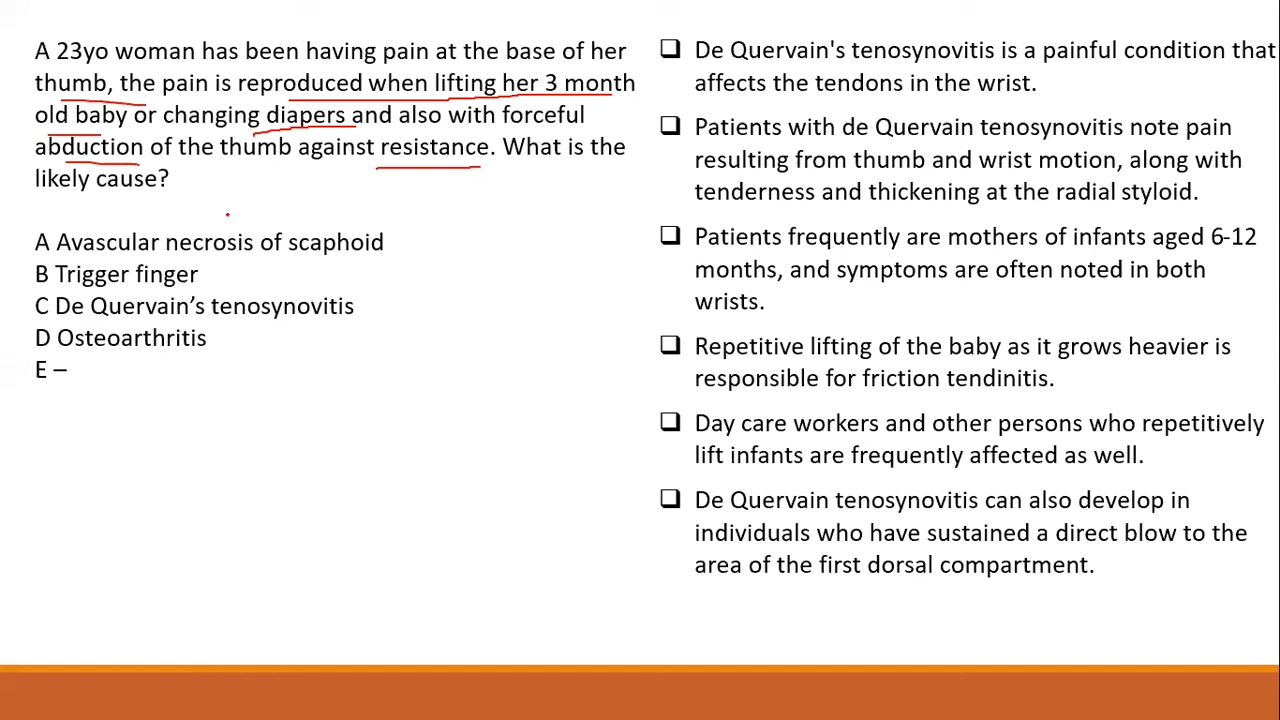 A 23yo woman has been having pain at the base of her
thumb, the pain is reproduced when lifting her 3 month
old baby or changing diapers and also with forceful
abduction of the thumb against resistance. What is the
likely cause?
A Avascular necrosis of scaphoid
B Trigger finger
C De Quervain’s tenosynovitis
D Osteoarthritis
E –
De Quervain's tenosynovitis is a painful condition that
affects the tendons in the wrist.
Patients with de Quervain tenosynovitis note pain
resulting from thumb and wrist motion, along with
tenderness and thickening at the radial styloid.
Patients frequently are mothers of infants aged 6-12
months, and symptoms are often noted in both
wrists.
Repetitive lifting of the baby as it grows heavier is
responsible for friction tendinitis.
Day care workers and other persons who repetitively
lift infants are frequently affected as well.
De Quervain tenosynovitis can also develop in
individuals who have sustained a direct blow to the
area of the first dorsal compartment.